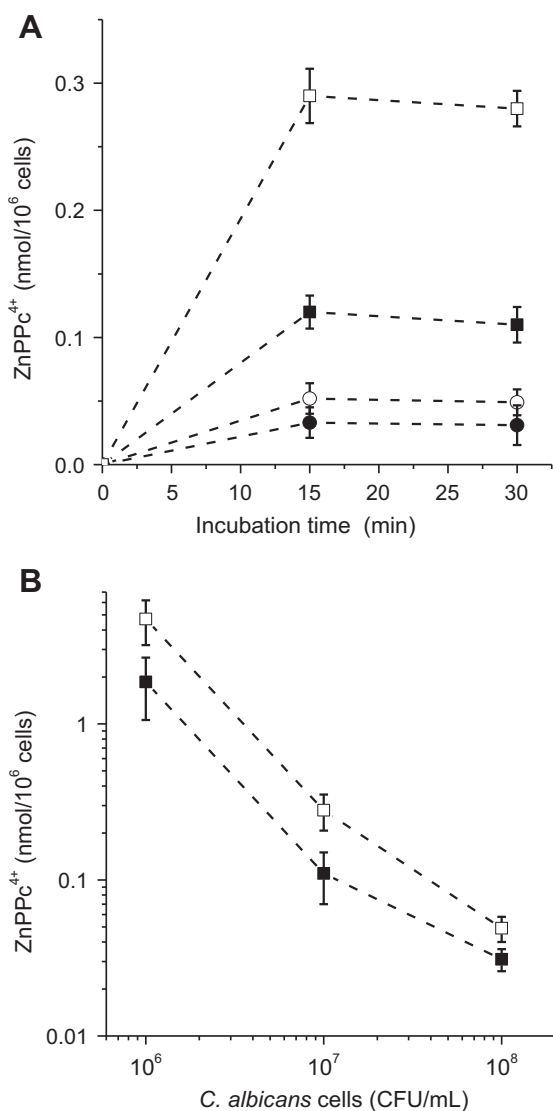 A
0.3
0.2
0.1
0.0
ZnPPc⁴⁺ (nmol/10⁶ cells)
0 5 10 15 20 25 30
Incubation time (min)
B
1
0.1
0.01
ZnPPc⁴⁺ (nmol/10⁶ cells)
10⁶ 10⁷ 10⁸
C. albicans cells (CFU/mL)